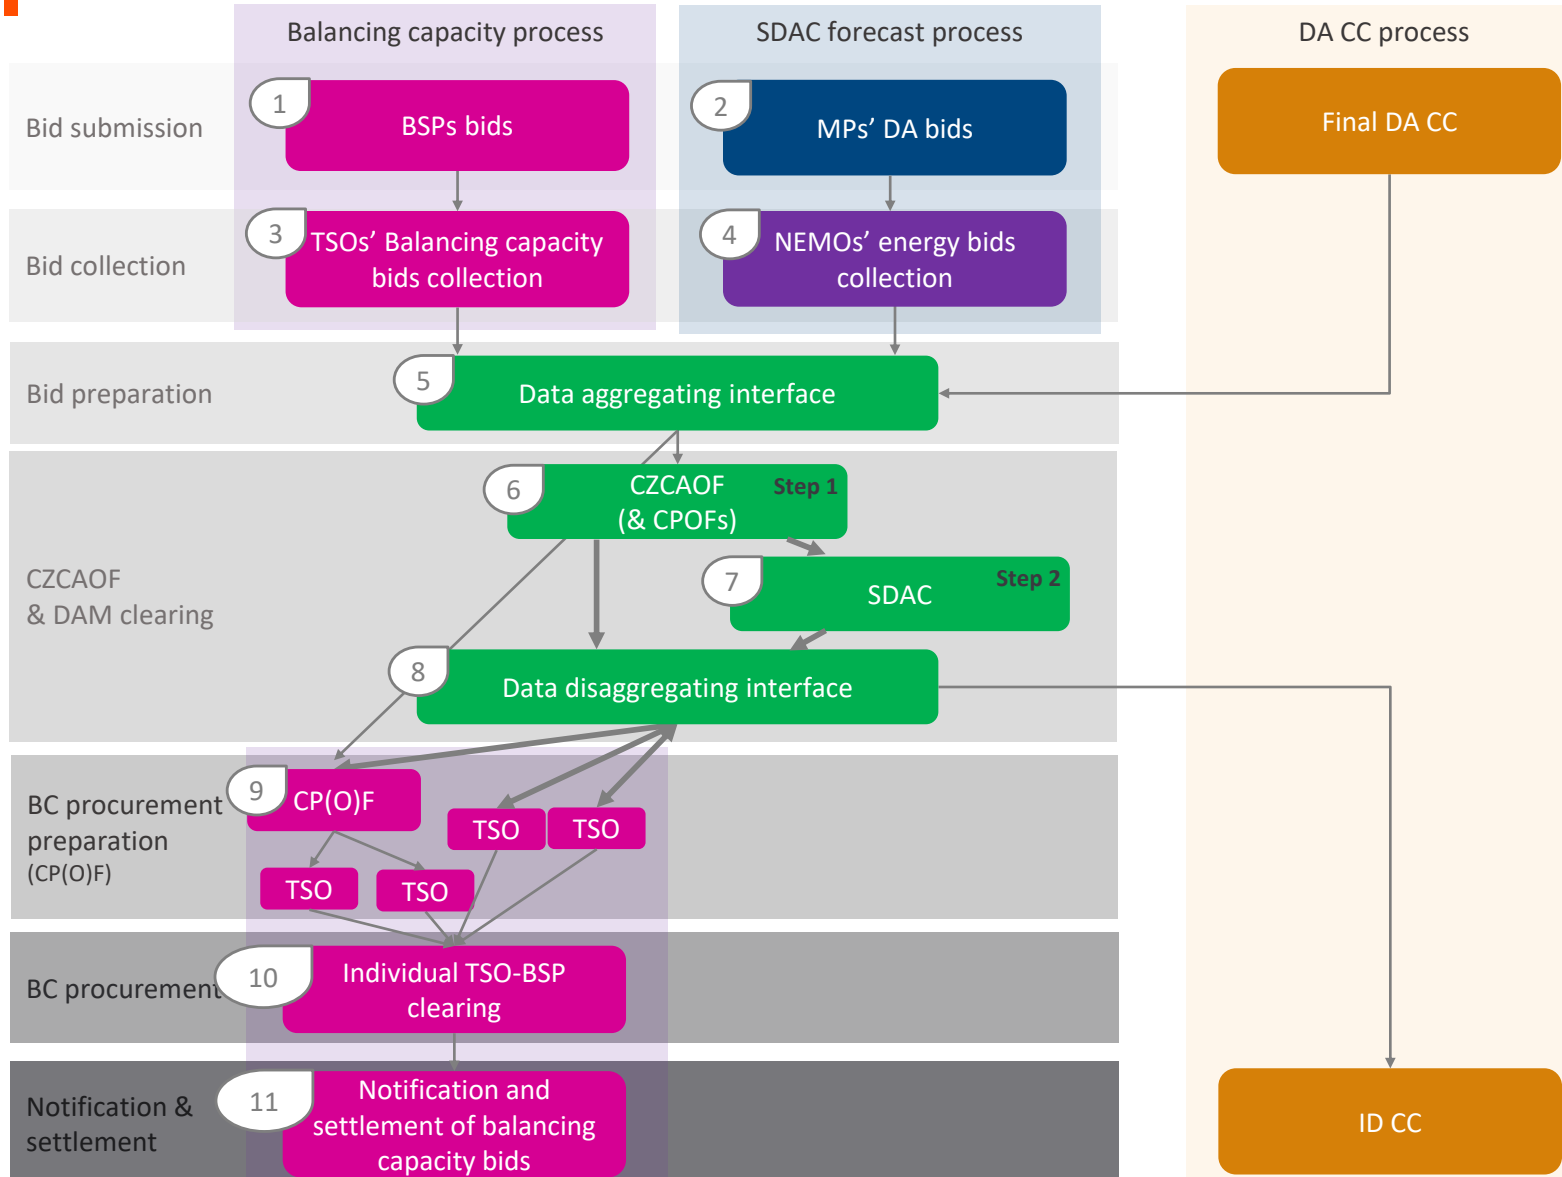 Balancing capacity process
SDAC forecast process
DA CC process
Bid submission
1
BSPs bids
2
MPs’ DA bids
Final DA CC
Bid collection
3
TSOs’ Balancing capacity
bids collection
4
NEMOs’ energy bids
collection
Bid preparation
5
Data aggregating interface
CZCAOF
& DAM clearing
6
CZCAOF
(& CPOFs)
Step 1
7
SDAC
Step 2
8
Data disaggregating interface
BC procurement
preparation
(CP(O)F)
9
CP(O)F
TSO
TSO
TSO
TSO
BC procurement
10
Individual TSO-BSP
clearing
Notification &
settlement
11
Notification and
settlement of balancing
capacity bids
ID CC